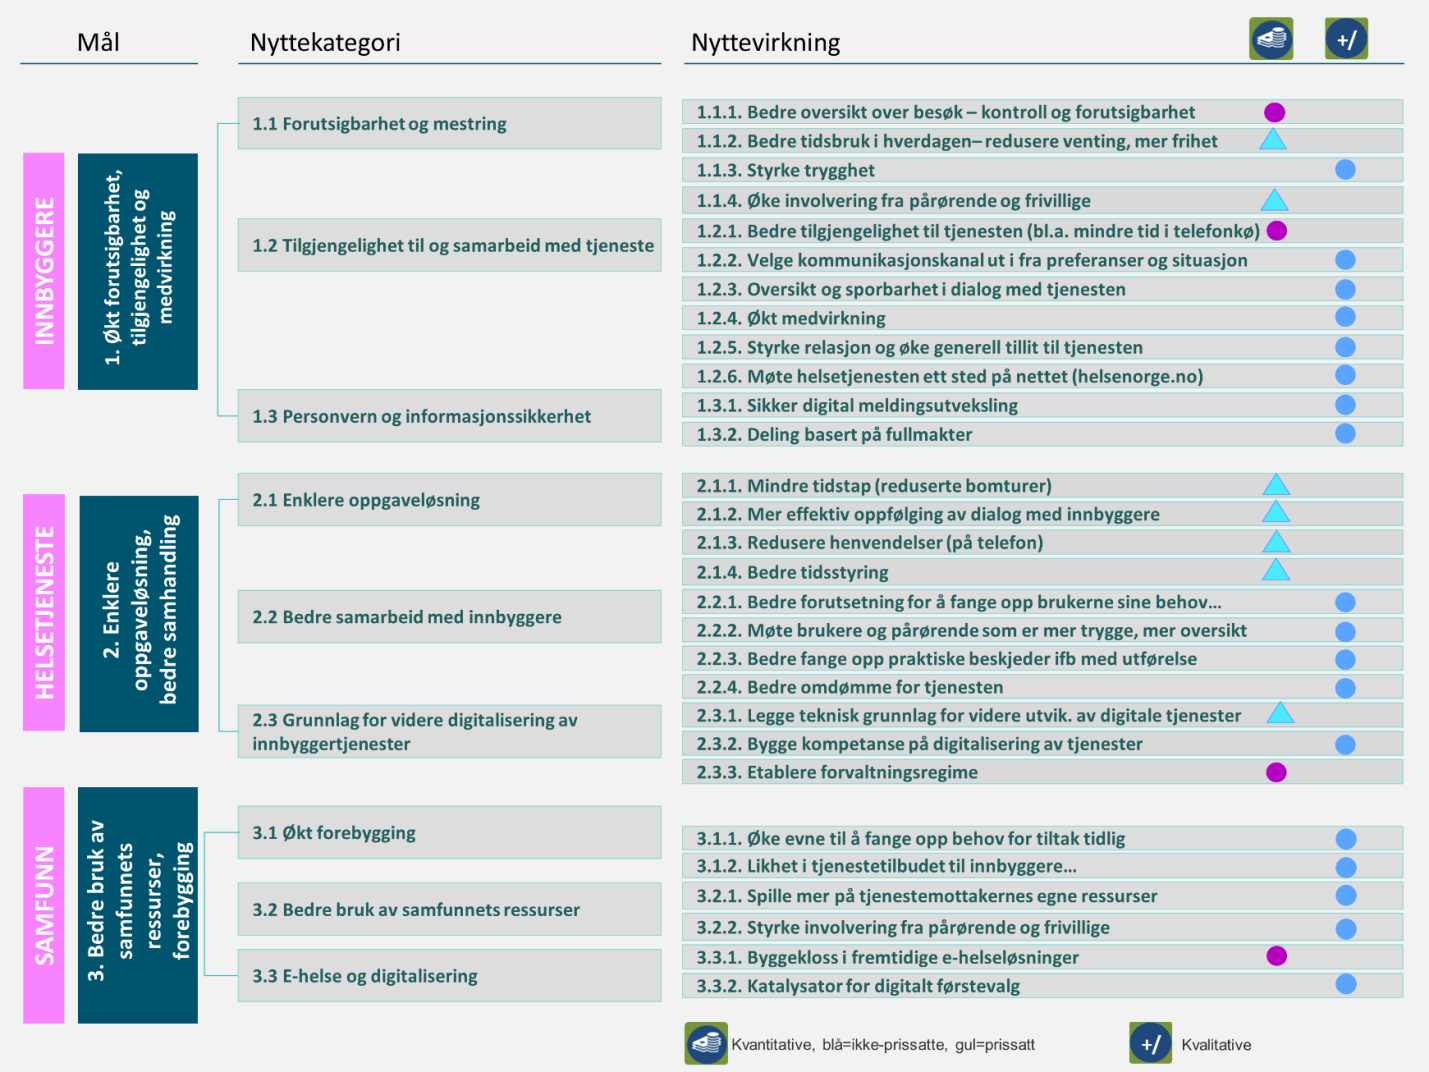 Mål
Nyttekategori
Nyttevirkning
+/
INNBYGGERE
1. Økt forutsigbarhet,
tilgjengelighet og
medvirkning
1.1 Forutsigbarhet og mestring
1.2 Tilgjengelighet til og samarbeid med tjeneste
1.3 Personvern og informasjonssikkerhet
1.1.1. Bedre oversikt over besøk – kontroll og forutsigbarhet
1.1.2. Bedre tidsbruk i hverdagen– redusere venting, mer frihet
1.1.3. Styrke trygghet
1.1.4. Øke involvering fra pårørende og frivillige
1.2.1. Bedre tilgjengelighet til tjenesten (bl.a. mindre tid i telefonkø)
1.2.2. Velge kommunikasjonskanal ut i fra preferanser og situasjon
1.2.3. Oversikt og sporbarhet i dialog med tjenesten
1.2.4. Økt medvirkning
1.2.5. Styrke relasjon og øke generell tillit til tjenesten
1.2.6. Møte helsetjenesten ett sted på nettet (helsenorge.no)
1.3.1. Sikker digital meldingsutveksling
1.3.2. Deling basert på fullmakter
HELSETJENESTE
2. Enklere
oppgaveløsning,
bedre samhandling
2.1 Enklere oppgaveløsning
2.2 Bedre samarbeid med innbyggere
2.3 Grunnlag for videre digitalisering av
innbyggertjenester
2.1.1. Mindre tidstap (reduserte bomturer)
2.1.2. Mer effektiv oppfølging av dialog med innbyggere
2.1.3. Redusere henvendelser (på telefon)
2.1.4. Bedre tidsstyring
2.2.1. Bedre forutsetning for å fange opp brukerne sine behov...
2.2.2. Møte brukere og pårørende som er mer trygge, mer oversikt
2.2.3. Bedre fange opp praktiske beskjeder ifb med utførelse
2.2.4. Bedre omdømme for tjenesten
2.3.1. Legge teknisk grunnlag for videre utvik. av digitale tjenester
2.3.2. Bygge kompetanse på digitalisering av tjenester
2.3.3. Etablere forvaltningsregime
SAMFUNN
3. Bedre bruk av
samfunnets
ressurser,
forebygging
3.1 Økt forebygging
3.2 Bedre bruk av samfunnets ressurser
3.3 E-helse og digitalisering
3.1.1. Øke evne til å fange opp behov for tiltak tidlig
3.1.2. Likhet i tjenestetilbudet til innbyggere...
3.2.1. Spille mer på tjenestemottakernes egne ressurser
3.2.2. Styrke involvering fra pårørende og frivillige
3.3.1. Byggekloss i fremtidige e-helseløsninger
3.3.2. Katalysator for digitalt førstevalg
Kvantitative, blå=ikke-prissatte, gul=prissatt
+/
Kvalitative